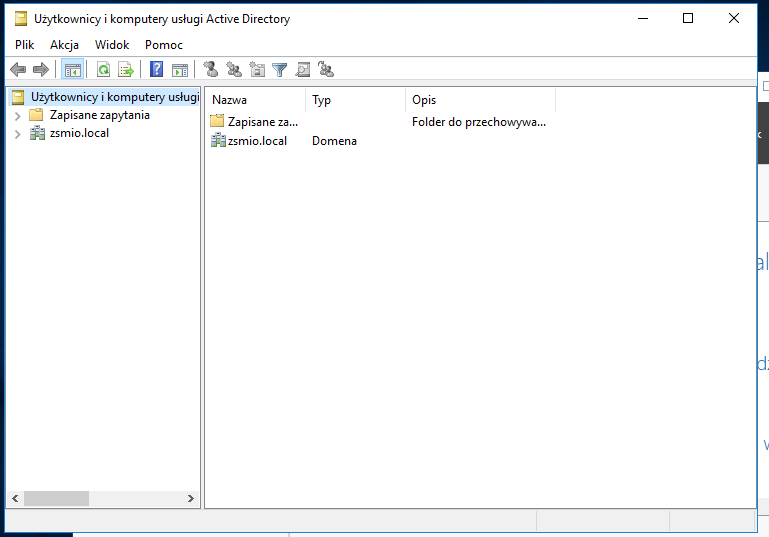 Użytkownicy i komputery usługi Active Directory
Plik Akcja Widok Pomoc
Użytkownicy i komputery usługi
Zapisane zapytania
zsmio.local
Nazwa Typ Opis
Zapisane za... Folder do przechowywa...
zsmio.local Domena